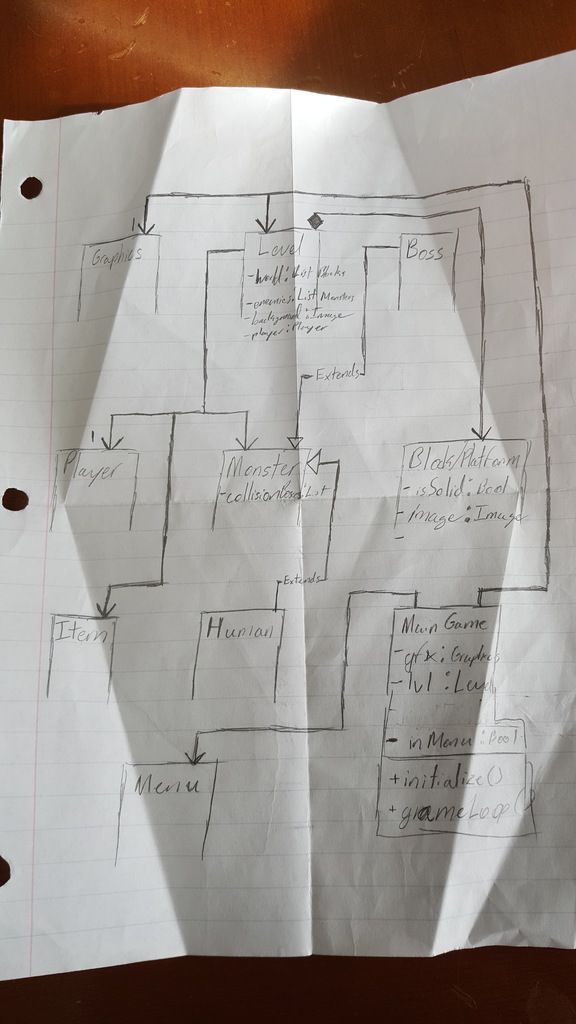 1
Graphics
Level
- world: List Blocks
- enemies: List Monsters
- background: Image
- player: Player
Boss
Extends
1
Player
Monster
- collisionBoxes: List
Block/Platform
- isSolid: Bool
- Image: Image
-
Extends
Item
Human
Main Game
- gfx: Graphics
- lvl: Level
- inMenu: Bool
+ initialize()
+ gameLoop()
Menu